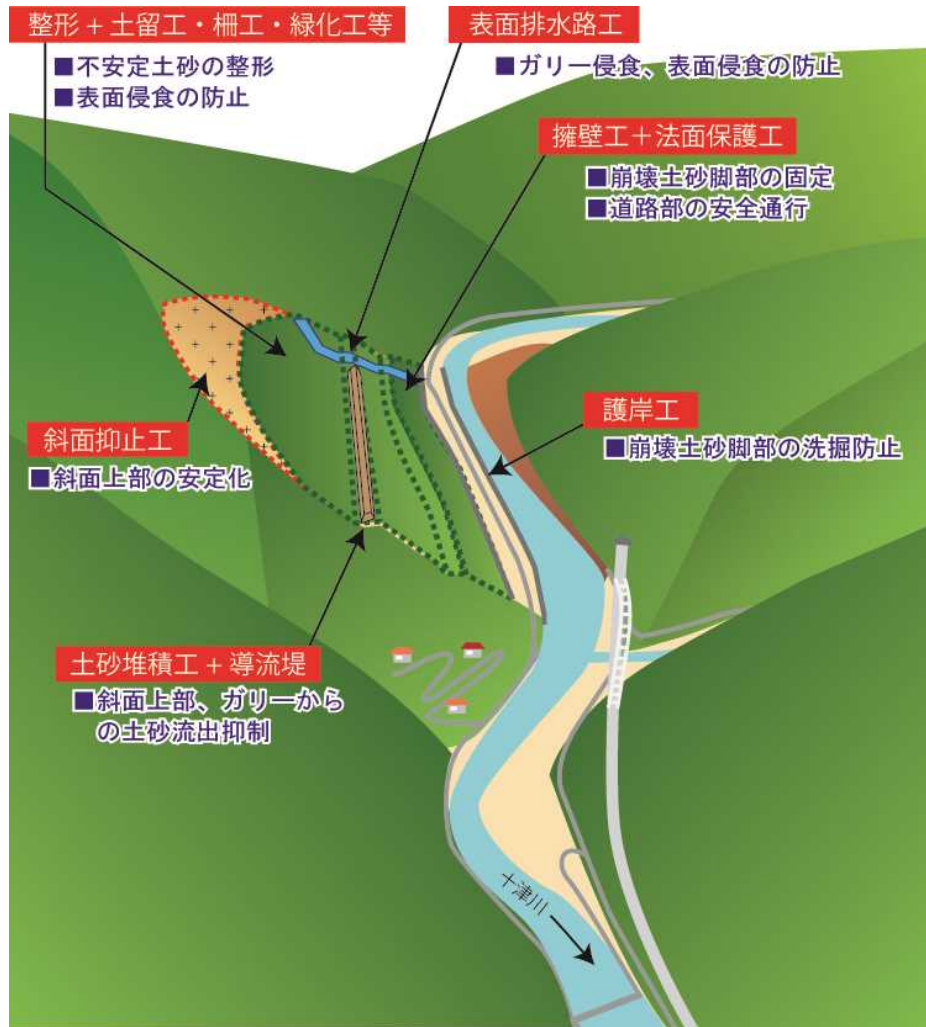 整形+土留工・柵工・緑化工等
■不安定土砂の整形
■表面侵食の防止
表面排水路工
■ガリー侵食、表面侵食の防止
擁壁工+法面保護工
■崩壊土砂脚部の固定
■道路部の安全通行
斜面抑止工
■斜面上部の安定化
護岸工
■崩壊土砂脚部の洗掘防止
土砂堆積工+導流堤
■斜面上部、ガリーから
の土砂流出抑制
十津川